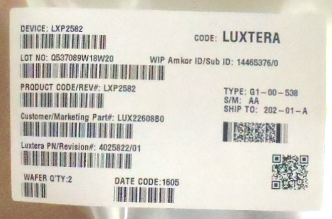 DEVICE: LXP2582
CODE: LUXTERA
LOT NO: Q537089W18W20
WIP Amkor ID/Sub ID: 14465376/0
PRODUCT CODE/REV#: LXP2582
TYPE: G1-00-538
S/M: AA
SHIP TO: 202-01-A
Customer/Marketing Part#: LUX22608B0
Luxtera PN/Revision#: 4025822/01
WAFER Q'TY:2
DATE CODE:1605